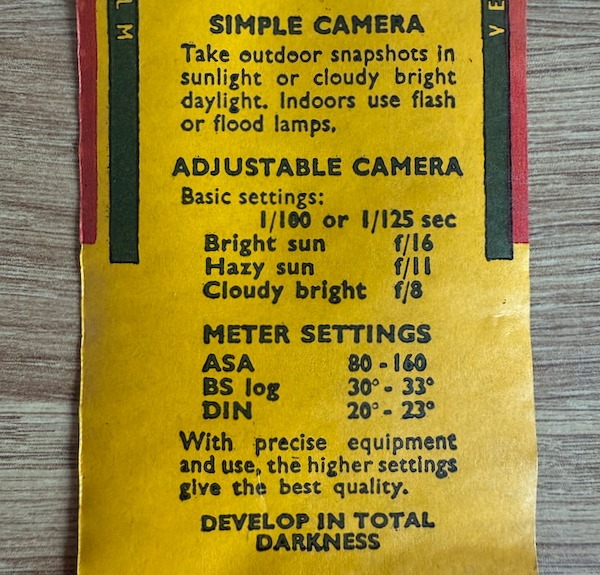 LM
VE
SIMPLE CAMERA
Take outdoor snapshots in
sunlight or cloudy bright
daylight. Indoors use flash
or flood lamps.
ADJUSTABLE CAMERA
Basic settings:
1/100 or 1/125 sec
Bright sun f/16
Hazy sun f/11
Cloudy bright f/8
METER SETTINGS
ASA 80 - 160
BS log 30° - 33°
DIN 20° - 23°
With precise equipment
and use, the higher settings
give the best quality.
DEVELOP IN TOTAL
DARKNESS